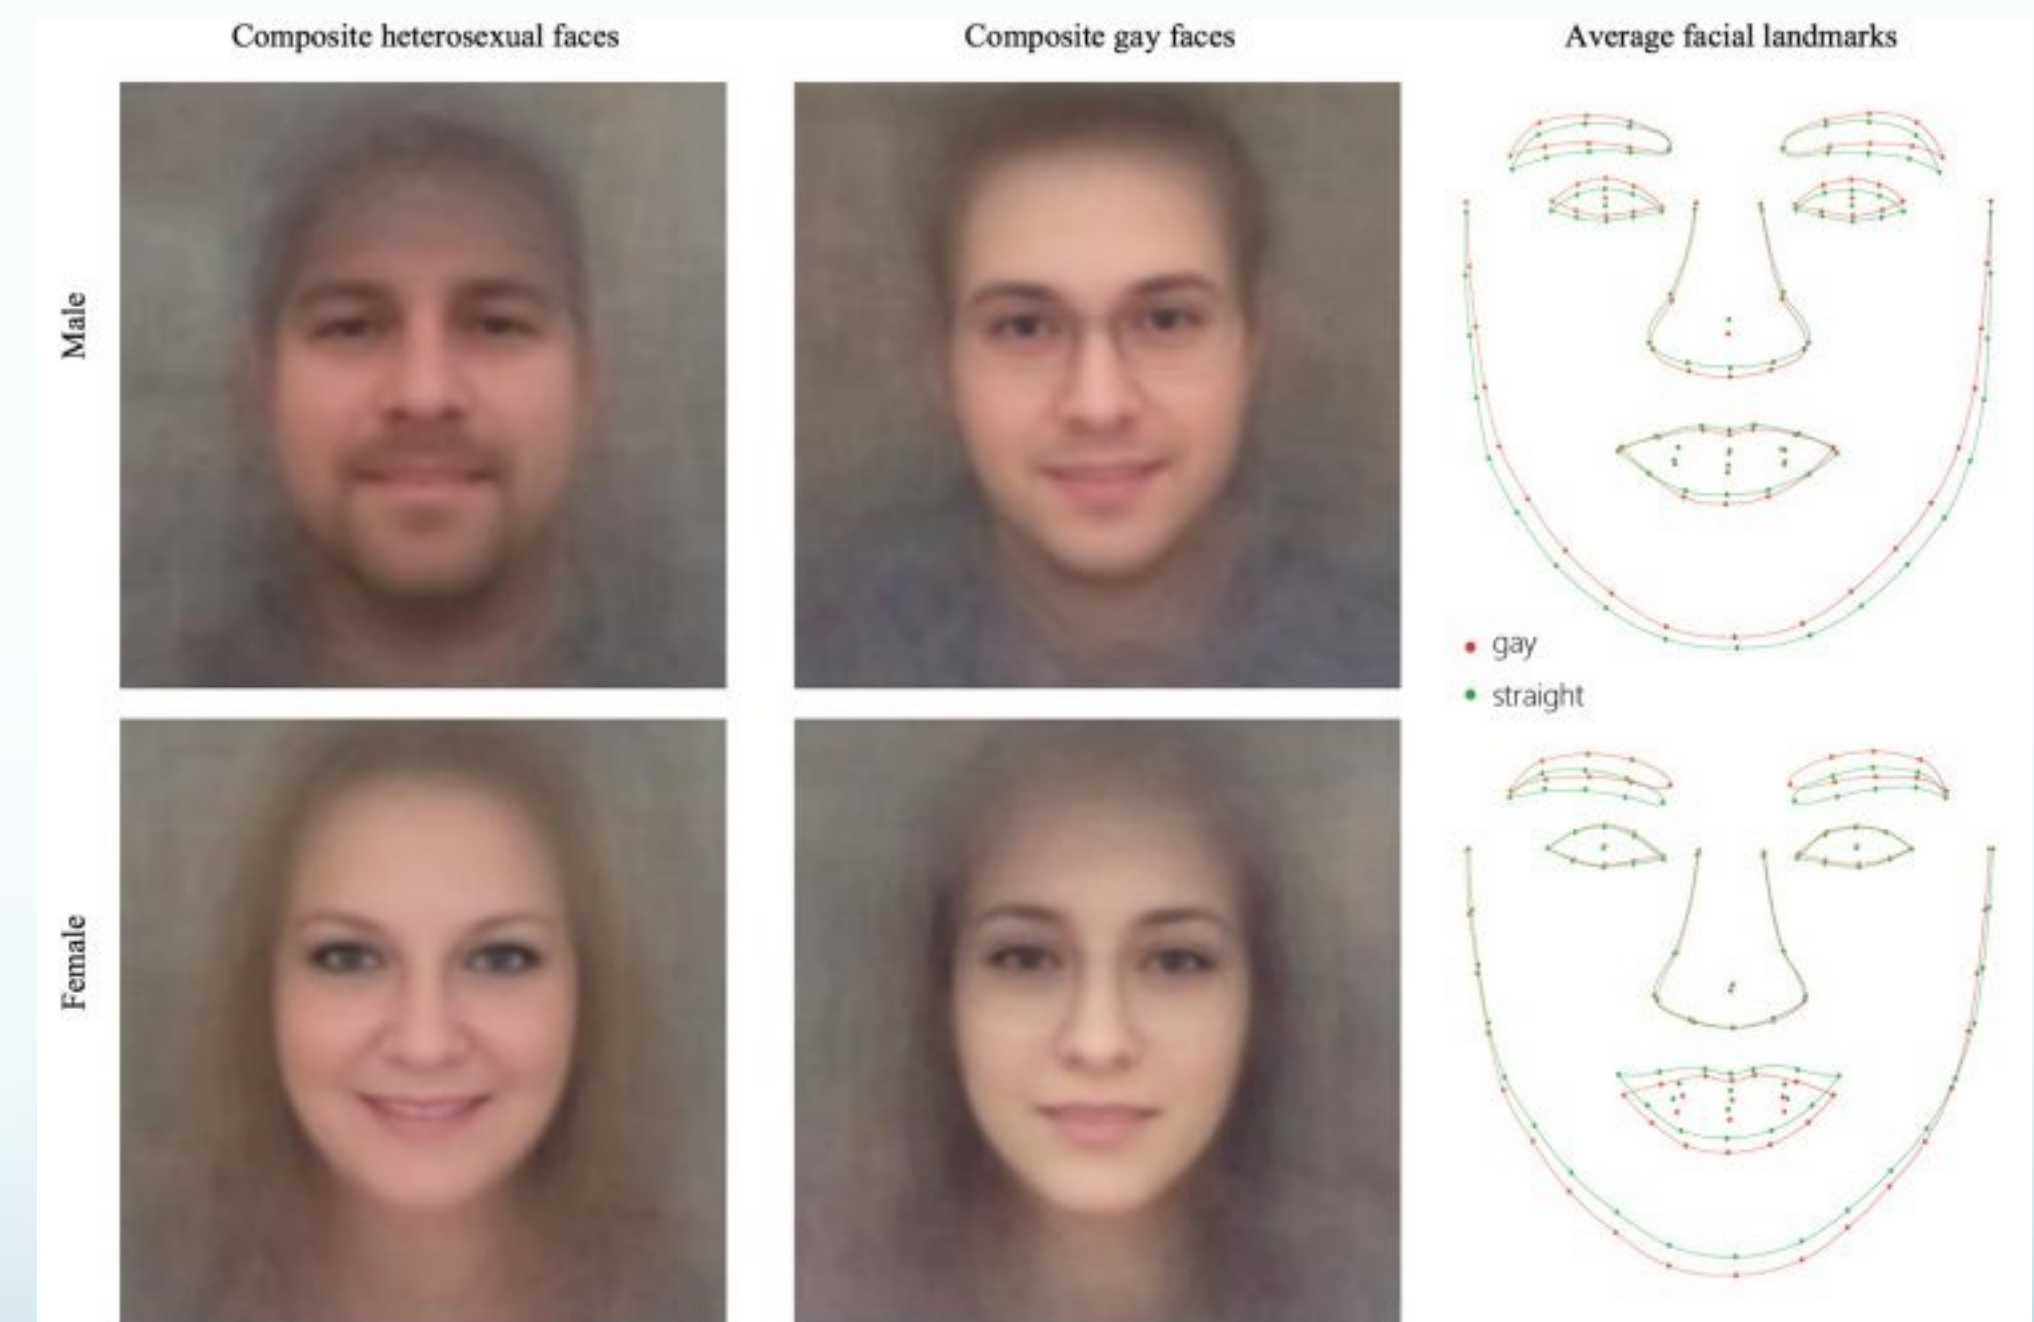 Composite heterosexual faces
Composite gay faces
Average facial landmarks
Male
gay
straight
Female